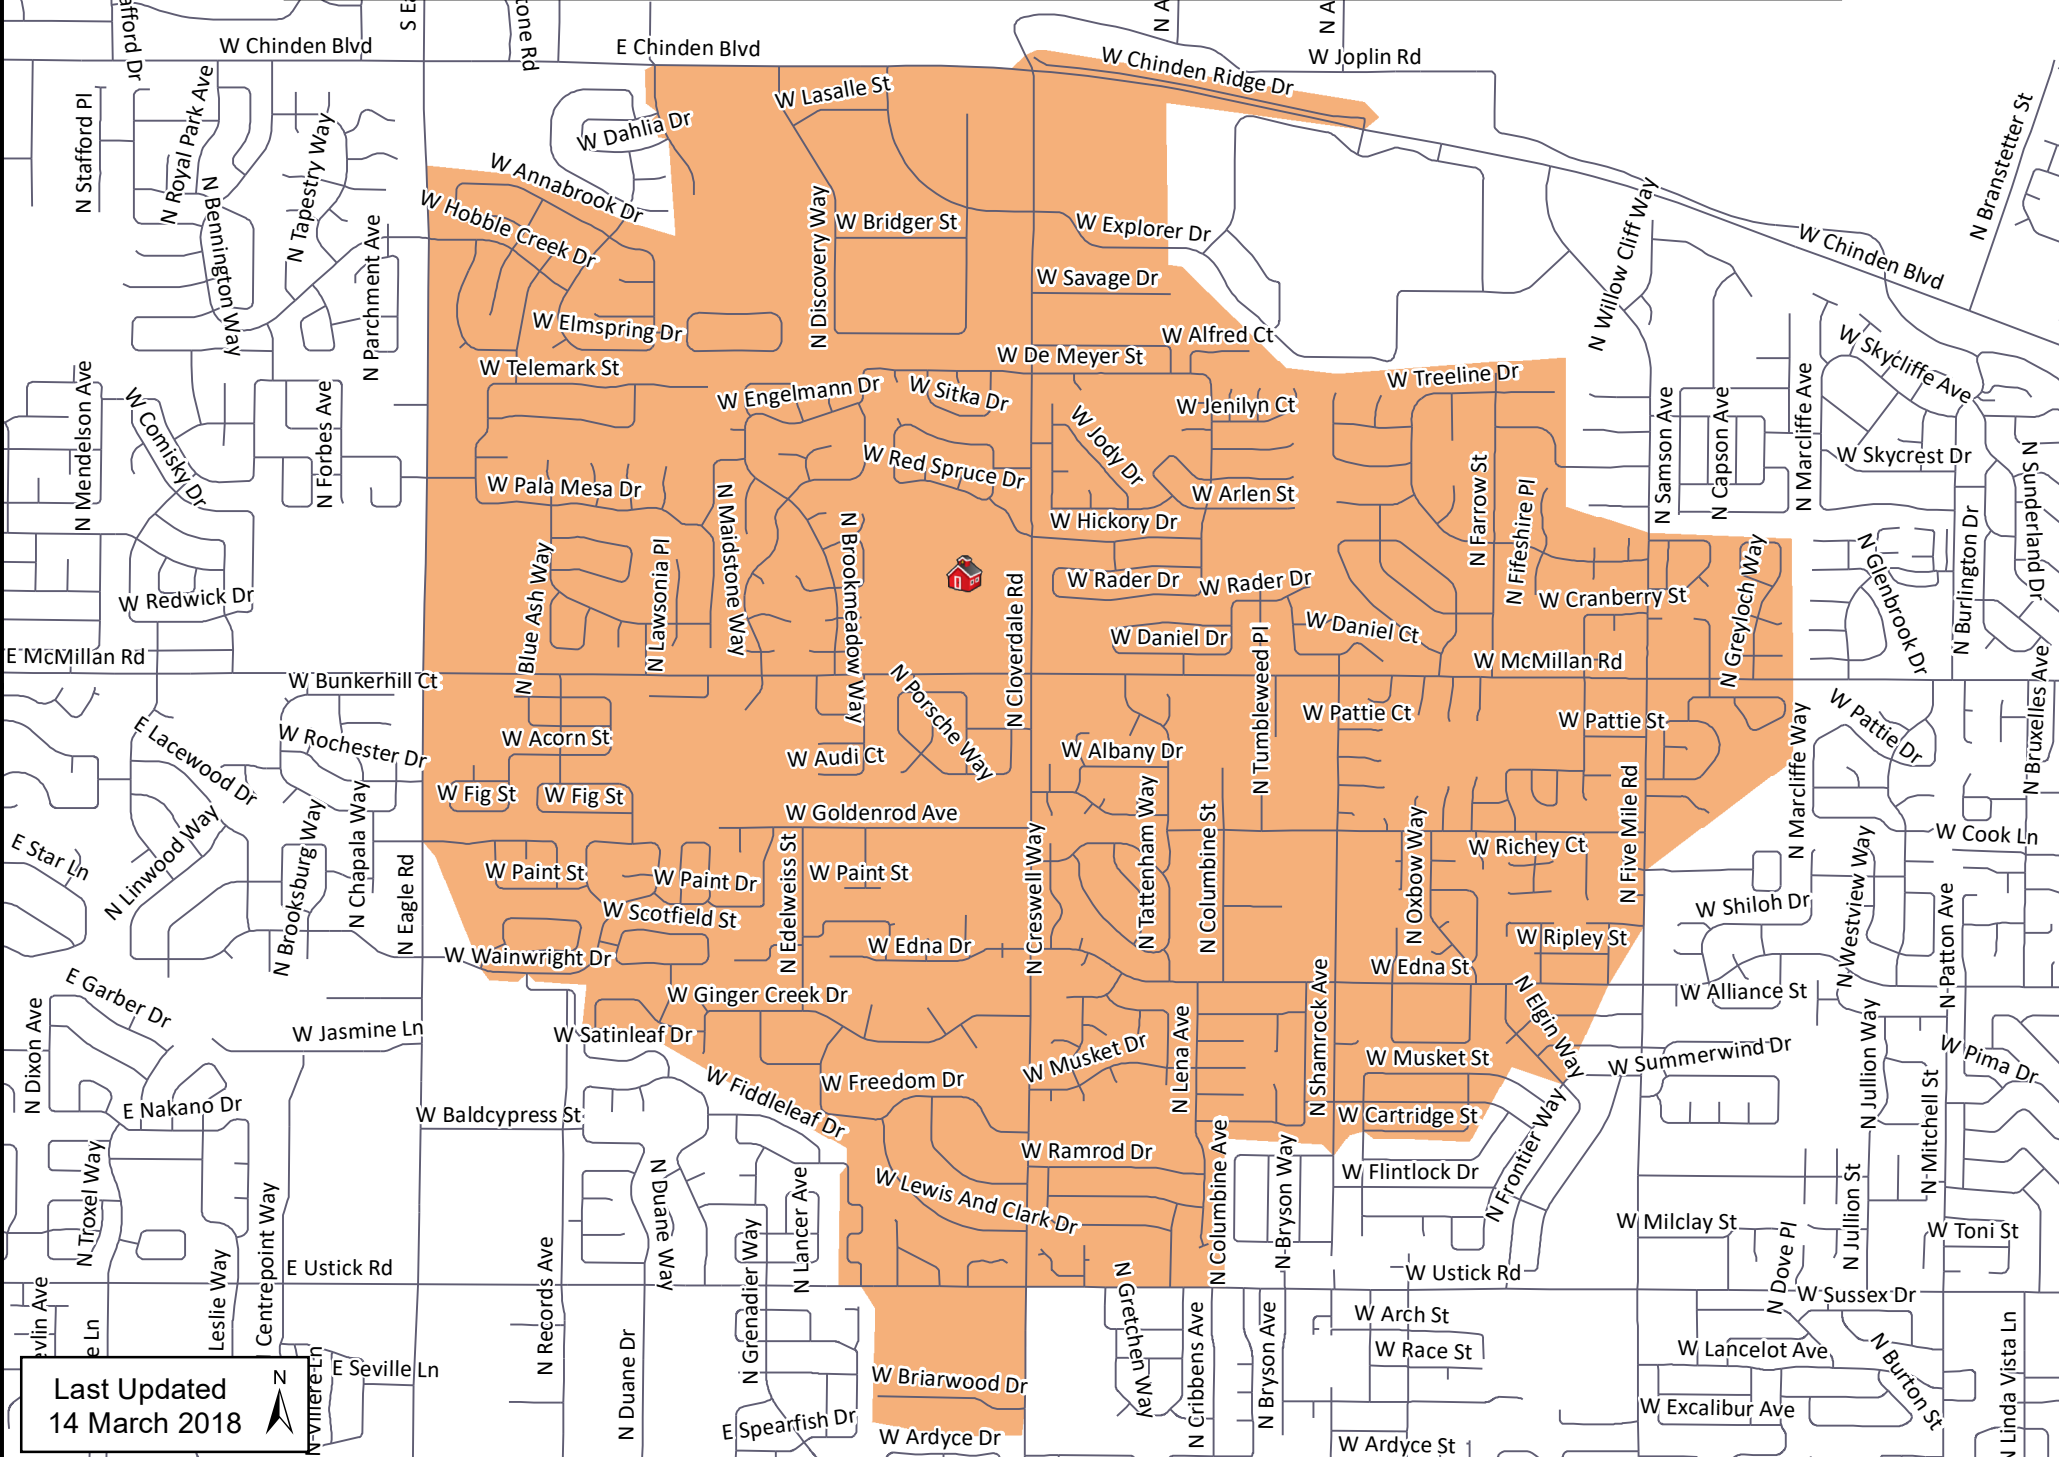 afford Dr
W Chinden Blvd
S E
tone Rd
E Chinden Blvd
N A
N A
W Chinden Ridge Dr
W Joplin Rd
N Stafford Pl
N Royal Park Ave
N Tapestry Way
W Dahlia Dr
W Lasalle St
N Branstetter St
N Bennington Way
W Annabrook Dr
W Hobble Creek Dr
N Discovery Way
W Bridger St
W Explorer Dr
N Willow Cliff Way
W Chinden Blvd
N Parchment Ave
W Savage Dr
W Elmspring Dr
W Alfred Ct
W De Meyer St
W Skycliffe Ave
W Telemark St
W Treeline Dr
N Mendelson Ave
W Comisky Dr
N Forbes Ave
W Engelmann Dr
W Sitka Dr
W Jody Dr
W Jenilyn Ct
N Samson Ave
N Capson Ave
N Marcliffe Ave
W Skycrest Dr
N Sunderland Dr
W Red Spruce Dr
W Pala Mesa Dr
W Arlen St
N Farrow St
N Fifeshire Pl
N Maidstone Way
N Brookmeadow Way
W Hickory Dr
N Blue Ash Way
N Lawsonia Pl
N Cloverdale Rd
W Rader Dr
W Rader Dr
W Cranberry St
N Greyloch Way
N Glenbrook Dr
N Burlington Dr
W Redwick Dr
W Daniel Dr
N Tumbleweed Pl
W Daniel Ct
E McMillan Rd
W McMillan Rd
W Bunkerhill Ct
N Porsche Way
W Pattie Ct
W Pattie St
N Marcliffe Way
W Pattie Dr
N Bruxelles Ave
E Lacewood Dr
W Rochester Dr
W Acorn St
W Audi Ct
W Albany Dr
W Fig St
W Fig St
N Tattenham Way
N Columbine St
N Five Mile Rd
N Linwood Way
N Brooksburg Way
N Chapala Way
W Goldenrod Ave
N Oxbow Way
W Cook Ln
E Star Ln
N Eagle Rd
W Paint St
W Paint Dr
N Edelweiss St
W Paint St
N Creswell Way
W Richey Ct
N Westview Way
N Patton Ave
W Scotfield St
W Shiloh Dr
W Wainwright Dr
W Edna Dr
W Edna St
W Ripley St
E Garber Dr
N Dixon Ave
W Ginger Creek Dr
N Shamrock Ave
N Elgin Way
W Alliance St
W Jasmine Ln
W Satinleaf Dr
N Lena Ave
N Jullion Way
W Musket Dr
W Musket St
W Summerwind Dr
W Pima Dr
W Fiddleleaf Dr
W Freedom Dr
E Nakano Dr
W Baldcypress St
W Cartridge St
N Frontier Way
N Mitchell St
N Troxel Way
N Duane Way
N Lancer Ave
W Ramrod Dr
N Columbine Ave
N Bryson Way
W Flintlock Dr
N Jullion St
W Lewis And Clark Dr
N Centrepoint Way
Leslie Way
N Records Ave
N Grenadier Way
W Milclay St
N Dove Pl
W Toni St
E Ustick Rd
W Ustick Rd
W Sussex Dr
evlin Ave
e Ln
N Gretchen Way
N Cribbens Ave
N Bryson Ave
W Arch St
W Race St
W Lancelot Ave
N Burton St
N Linda Vista Ln
N Villere Ln
E Seville Ln
N Duane Dr
W Briarwood Dr
W Excalibur Ave
E Spearfish Dr
W Ardyce Dr
W Ardyce St
Last Updated
14 March 2018
N